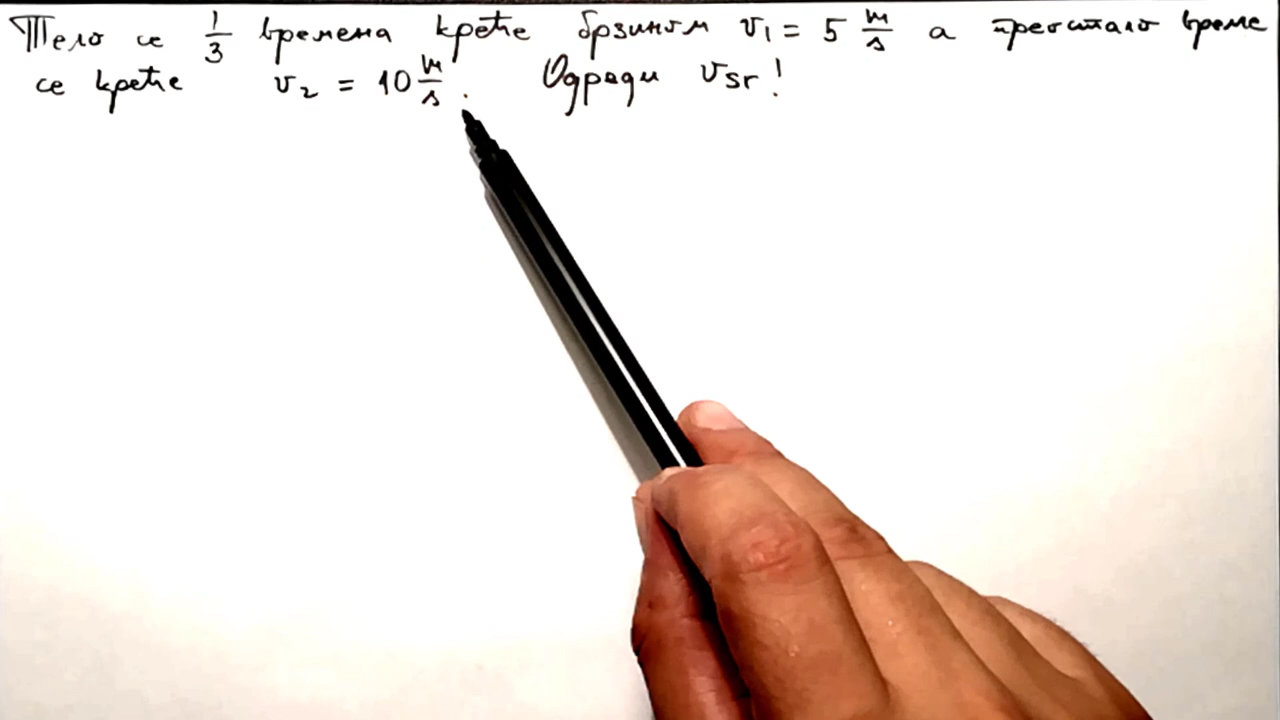 Тело се 1/3 времена креће брзином v₁ = 5 m/s а преостало време
се креће v₂ = 10 m/s. Одреди vsr!